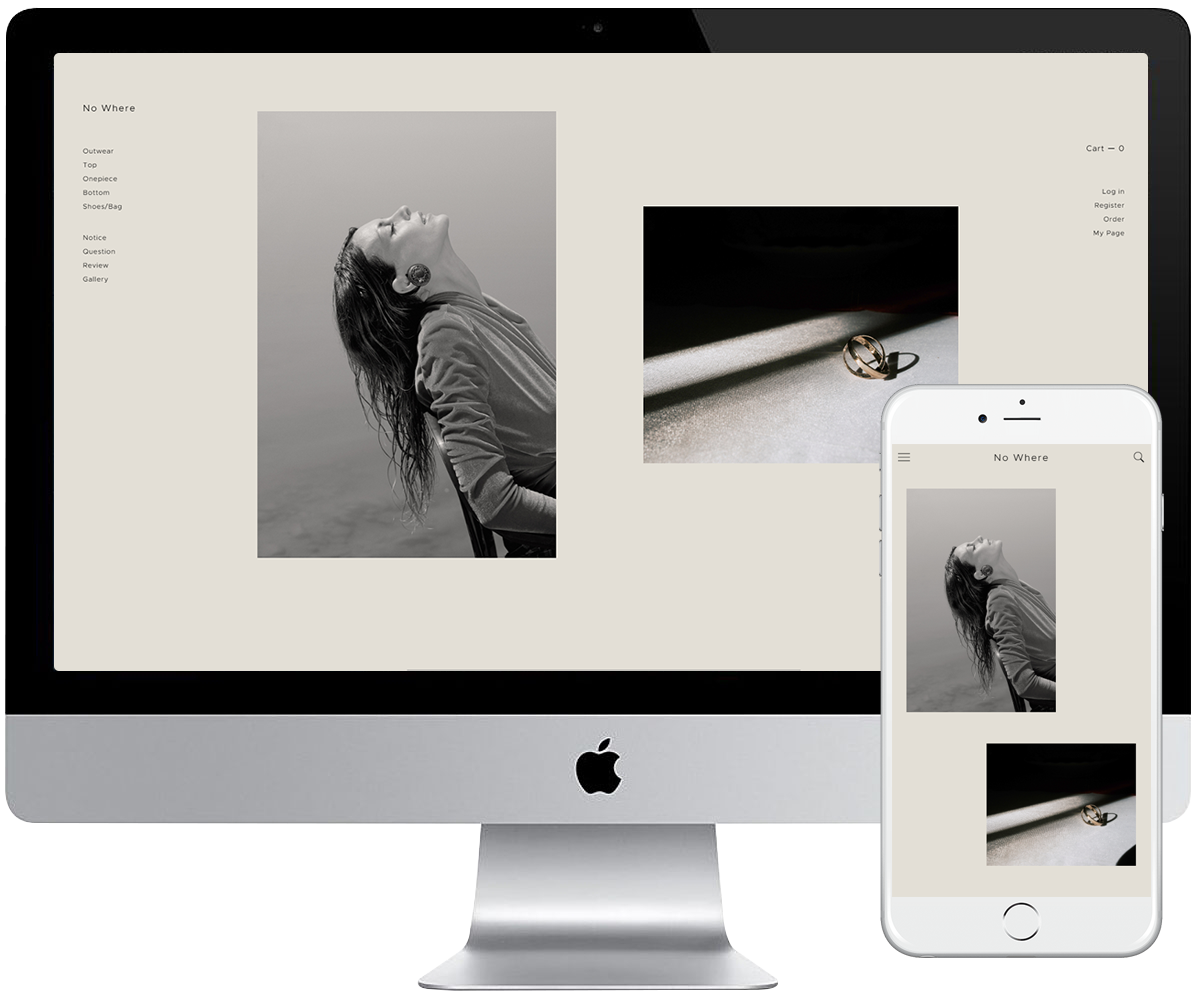 No Where
Outwear
Top
Onepiece
Bottom
Shoes/Bag
Notice
Question
Review
Gallery
Cart — 0
Log in
Register
Order
My Page
No Where